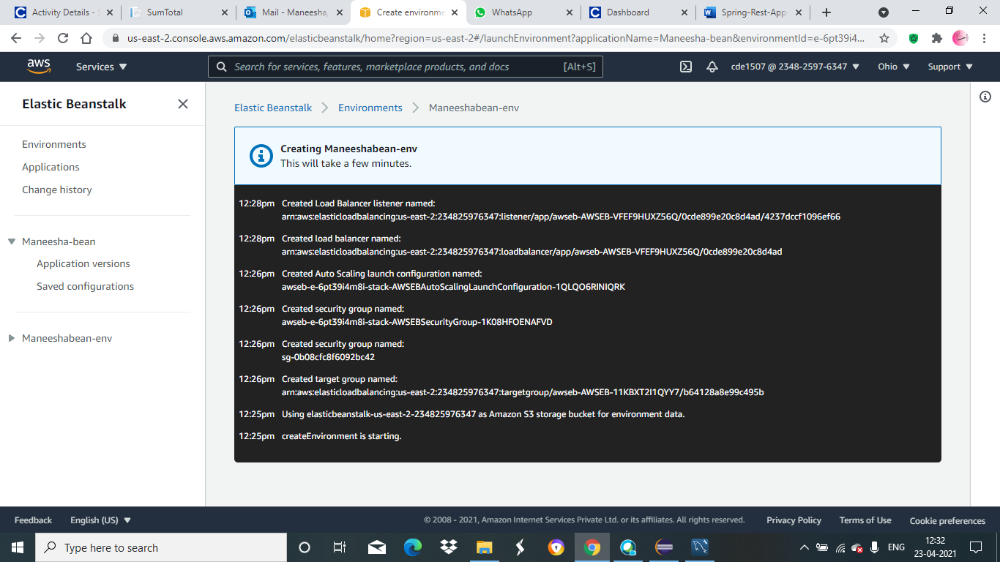 Activity Details - S
SumTotal
Mail - Maneesha,
Create environme
WhatsApp
Dashboard
Spring-Rest-App-
us-east-2.console.aws.amazon.com/elasticbeanstalk/home?region=us-east-2#/launchEnvironment?applicationName=Maneesha-bean&environmentId=e-6pt39i4...
aws
Services
Search for services, features, marketplace products, and docs
[Alt+S]
cde1507 @ 2348-2597-6347
Ohio
Support
Elastic Beanstalk
Environments
Applications
Change history
Maneesha-bean
Application versions
Saved configurations
Maneeshabean-env
Elastic Beanstalk
Environments
Maneeshabean-env
Creating Maneeshabean-env
This will take a few minutes.
12:28pm Created Load Balancer listener named:
arn:aws:elasticloadbalancing:us-east-2:234825976347:listener/app/awseb-AWSEB-VFEF9HUXZ56Q/0cde899e20c8d4ad/4237dccf1096ef66
12:28pm Created load balancer named:
arn:aws:elasticloadbalancing:us-east-2:234825976347:loadbalancer/app/awseb-AWSEB-VFEF9HUXZ56Q/0cde899e20c8d4ad
12:26pm Created Auto Scaling launch configuration named:
awseb-e-6pt39i4m8i-stack-AWSEBAutoScalingLaunchConfiguration-1QLQO6RINIQRK
12:26pm Created security group named:
awseb-e-6pt39i4m8i-stack-AWSEBSecurityGroup-1K08HFOENAFVD
12:26pm Created security group named:
sg-0b08cfc8f6092bc42
12:26pm Created target group named:
arn:aws:elasticloadbalancing:us-east-2:234825976347:targetgroup/awseb-AWSEB-11KBXT2I1QYY7/b64128a8e99c495b
12:25pm Using elasticbeanstalk-us-east-2-234825976347 as Amazon S3 storage bucket for environment data.
12:25pm createEnvironment is starting.
Feedback
English (US)
© 2008 - 2021, Amazon Internet Services Private Ltd. or its affiliates. All rights reserved.
Privacy Policy
Terms of Use
Cookie preferences
Type here to search
ENG
12:32
23-04-2021